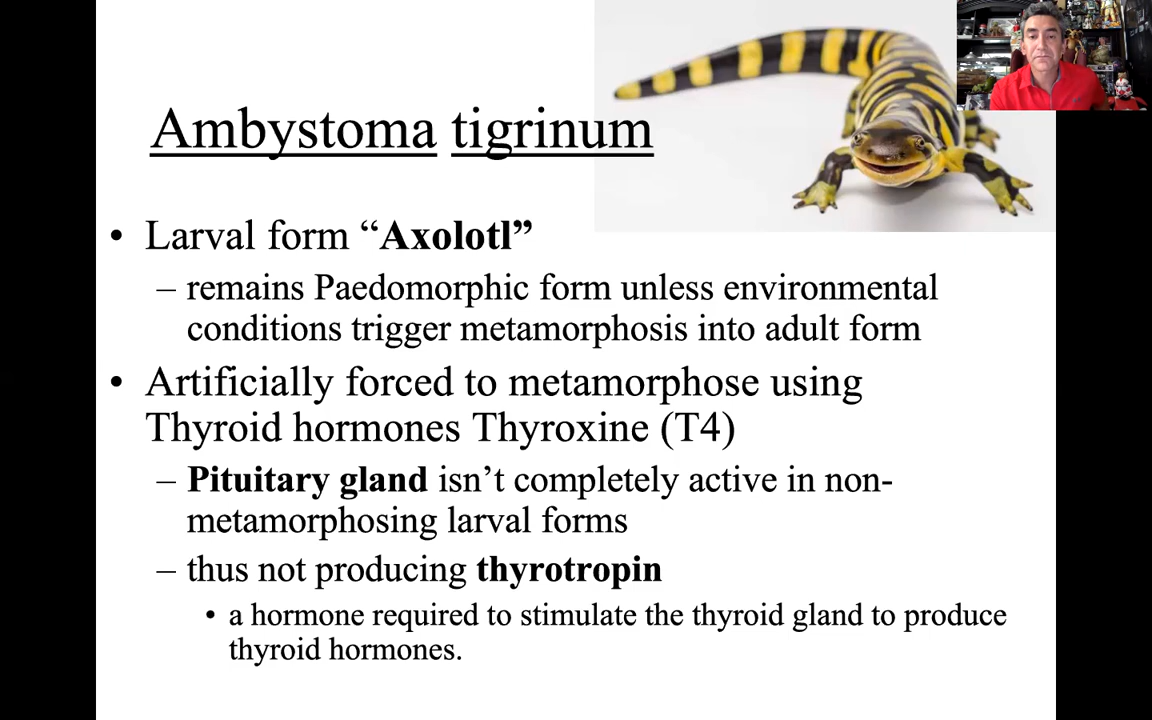 Ambystoma tigrinum
• Larval form “Axolotl”
– remains Paedomorphic form unless environmental
conditions trigger metamorphosis into adult form
• Artificially forced to metamorphose using
Thyroid hormones Thyroxine (T4)
– Pituitary gland isn’t completely active in non-
metamorphosing larval forms
– thus not producing thyrotropin
• a hormone required to stimulate the thyroid gland to produce
thyroid hormones.